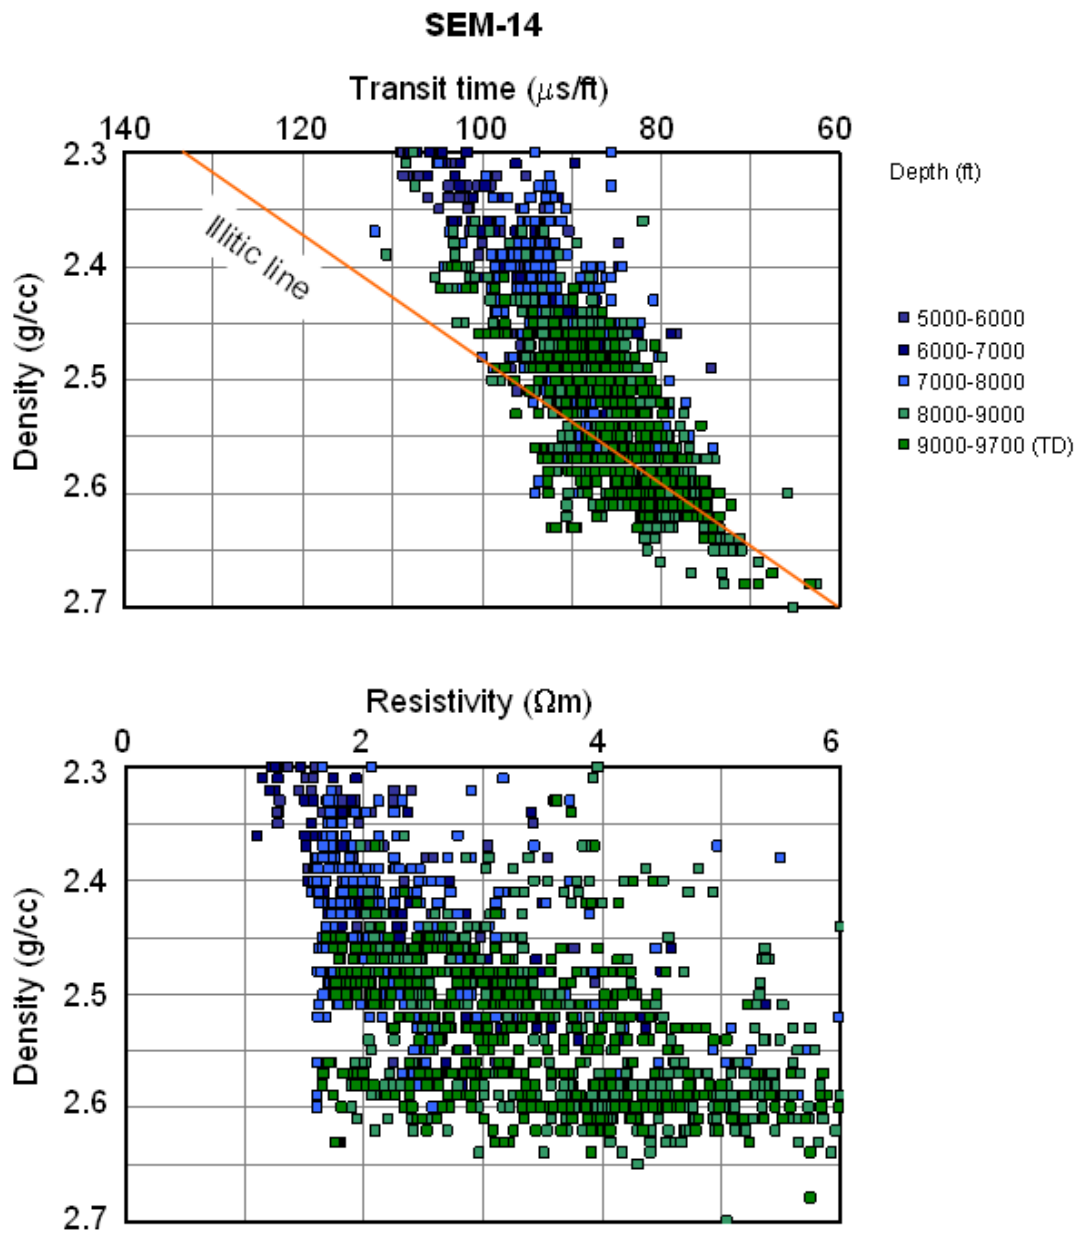 SEM-14
Transit time (μs/ft)
140 120 100 80 60
Depth (ft)
2.3
2.4
2.5
2.6
2.7
Density (g/cc)
Illitic line
5000-6000
6000-7000
7000-8000
8000-9000
9000-9700 (TD)
Resistivity (Ωm)
0 2 4 6
2.3
2.4
2.5
2.6
2.7
Density (g/cc)